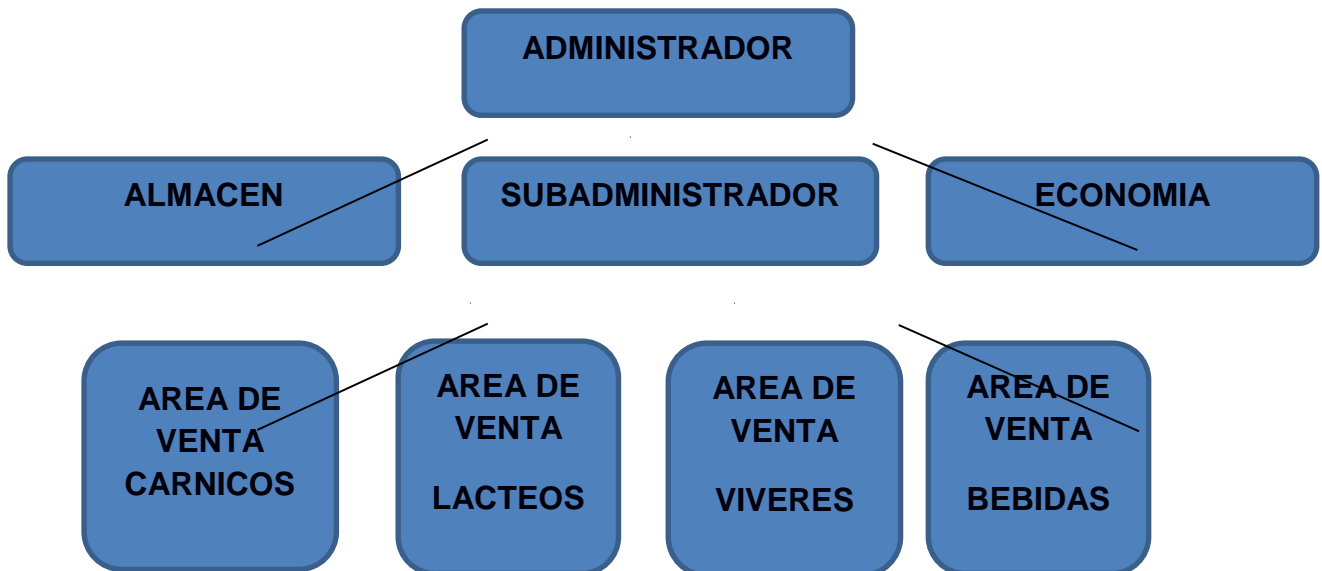 ADMINISTRADOR
ALMACEN
SUBADMINISTRADOR
ECONOMIA
AREA DE
VENTA
CARNICOS
AREA DE
VENTA
LACTEOS
AREA DE
VENTA
VIVERES
AREA DE
VENTA
BEBIDAS